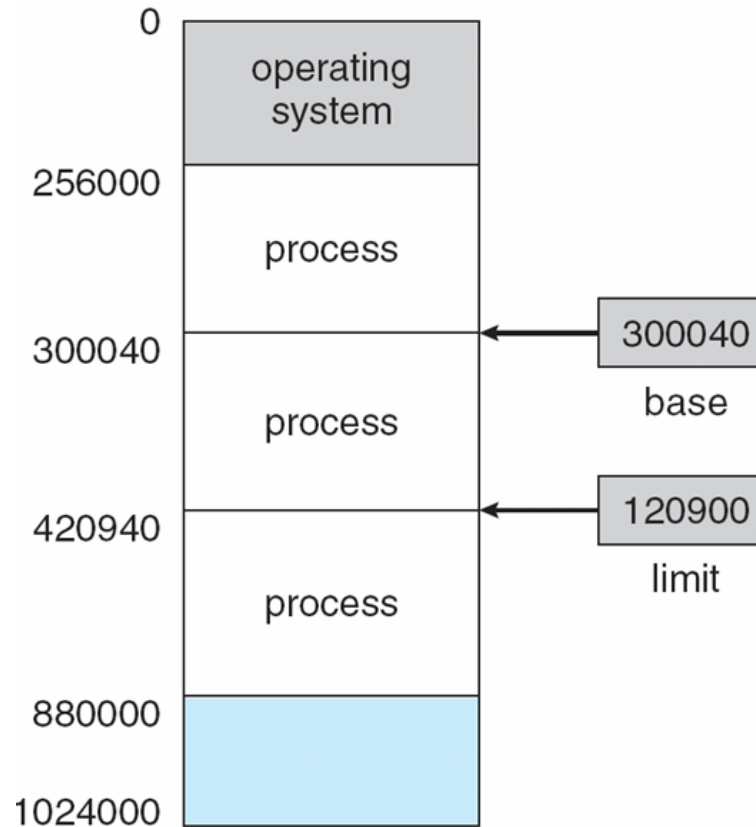 0
operating
system
256000
process
300040
300040
base
process
420940
120900
limit
process
880000
1024000